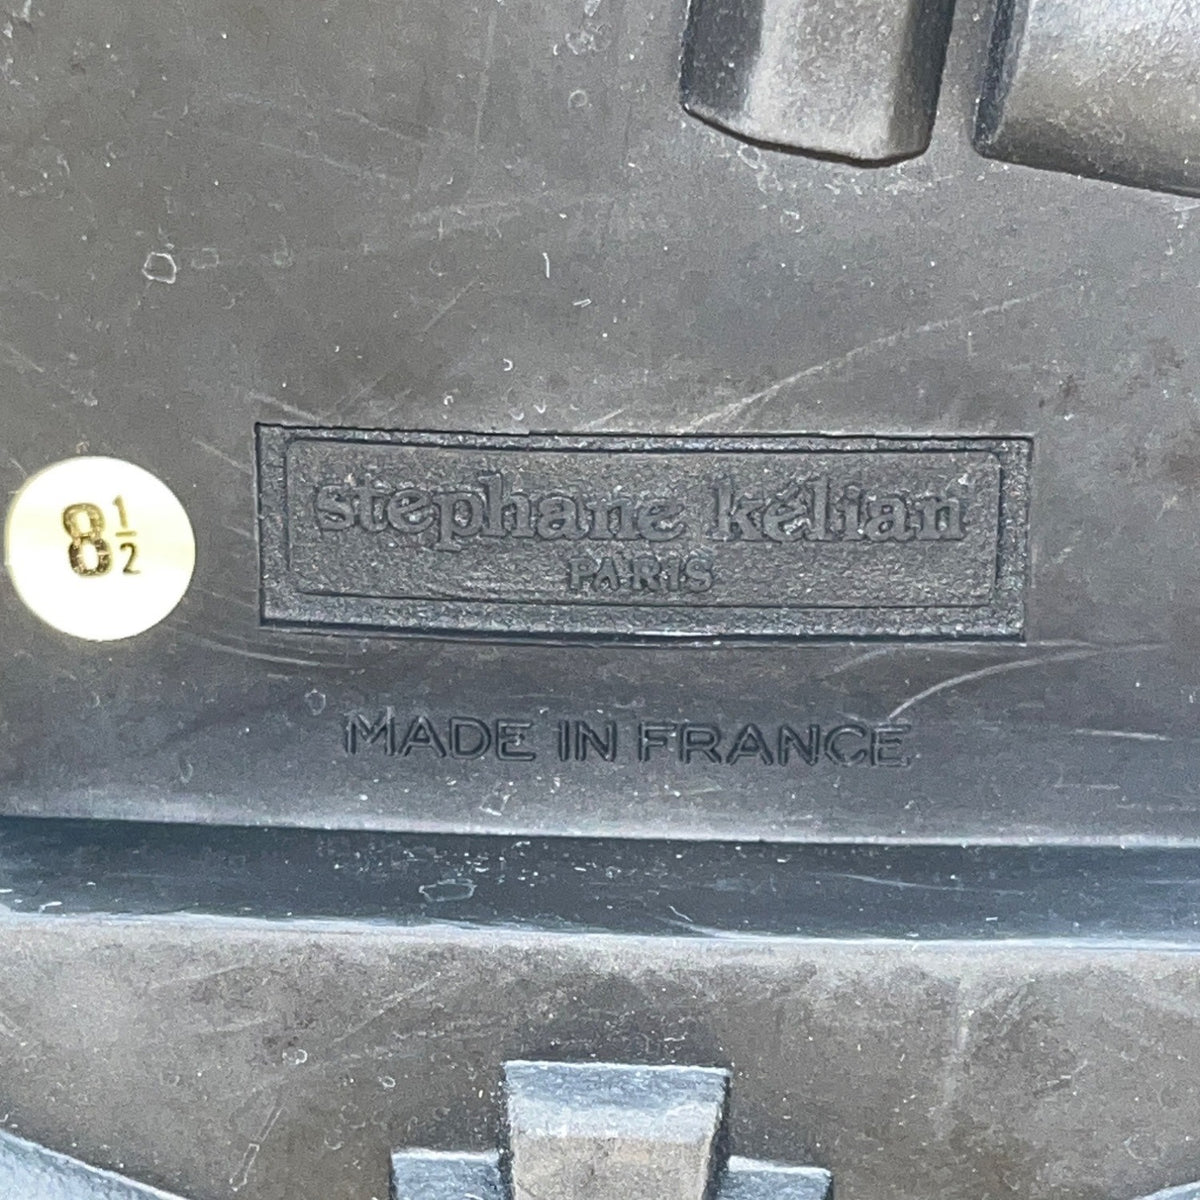 8½
stephane kélian
PARIS
MADE IN FRANCE